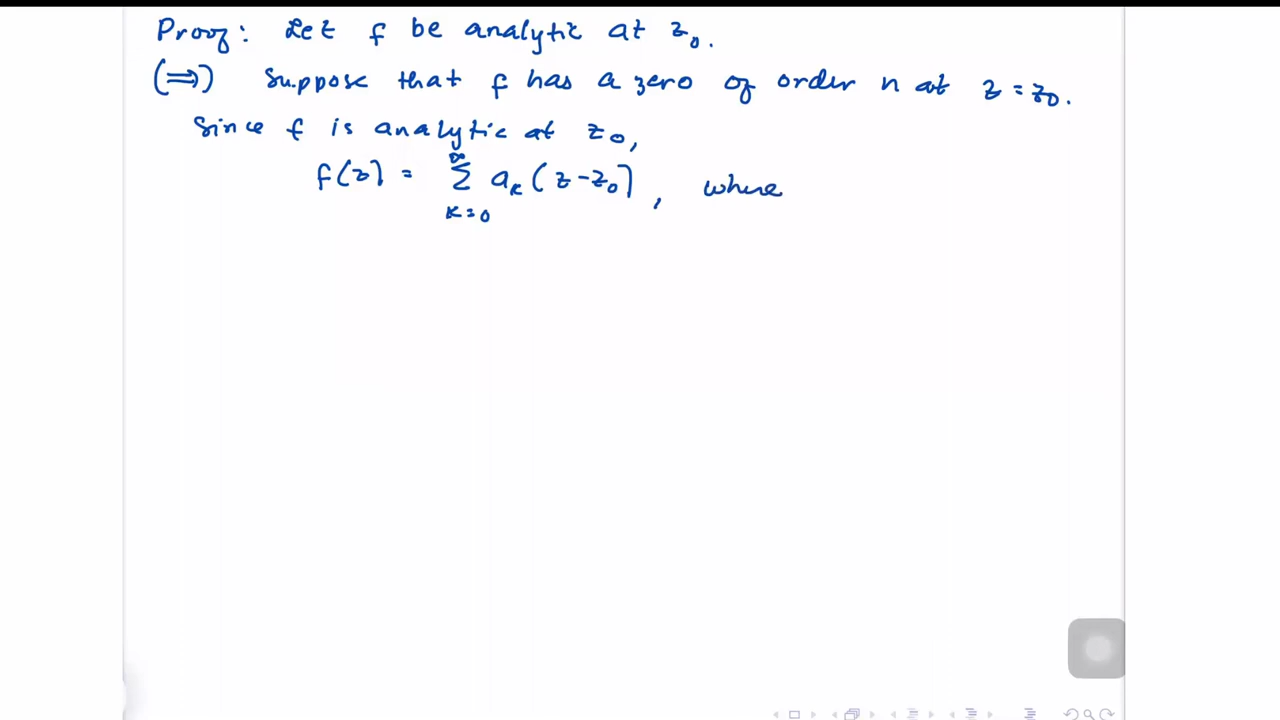 Proof: Let f be analytic at z₀.
(⟹) Suppose that f has a zero of order n at z = z₀.
Since f is analytic at z₀,
f(z) = ∑_{k=0}^{∞} aₖ (z - z₀), where